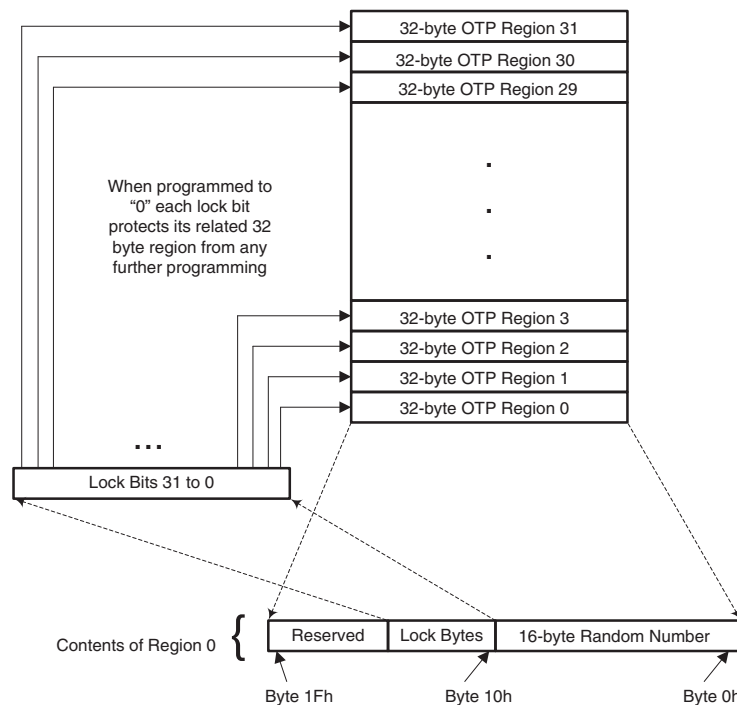 32-byte OTP Region 31
32-byte OTP Region 30
32-byte OTP Region 29
.
.
.
When programmed to
“0” each lock bit
protects its related 32
byte region from any
further programming
32-byte OTP Region 3
32-byte OTP Region 2
32-byte OTP Region 1
32-byte OTP Region 0
...
Lock Bits 31 to 0
Contents of Region 0 {
Reserved
Lock Bytes
16-byte Random Number
Byte 1Fh
Byte 10h
Byte 0h